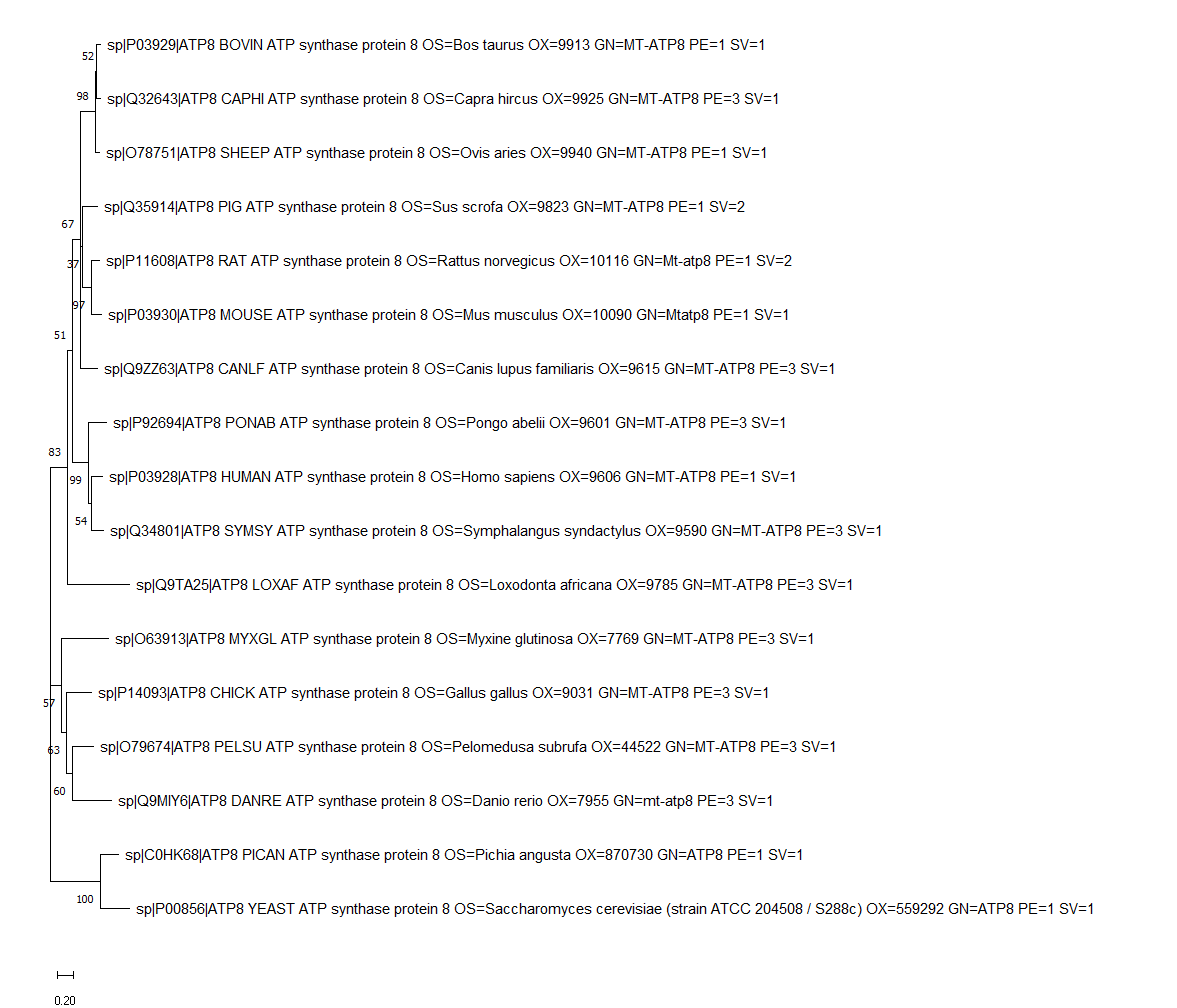 sp|P03929|ATP8 BOVIN ATP synthase protein 8 OS=Bos taurus OX=9913 GN=MT-ATP8 PE=1 SV=1
52
98
sp|Q32643|ATP8 CAPHI ATP synthase protein 8 OS=Capra hircus OX=9925 GN=MT-ATP8 PE=3 SV=1
sp|O78751|ATP8 SHEEP ATP synthase protein 8 OS=Ovis aries OX=9940 GN=MT-ATP8 PE=1 SV=1
sp|Q35914|ATP8 PIG ATP synthase protein 8 OS=Sus scrofa OX=9823 GN=MT-ATP8 PE=1 SV=2
67
37
sp|P11608|ATP8 RAT ATP synthase protein 8 OS=Rattus norvegicus OX=10116 GN=Mt-atp8 PE=1 SV=2
97
sp|P03930|ATP8 MOUSE ATP synthase protein 8 OS=Mus musculus OX=10090 GN=Mtatp8 PE=1 SV=1
51
sp|Q9ZZ63|ATP8 CANLF ATP synthase protein 8 OS=Canis lupus familiaris OX=9615 GN=MT-ATP8 PE=3 SV=1
sp|P92694|ATP8 PONAB ATP synthase protein 8 OS=Pongo abelii OX=9601 GN=MT-ATP8 PE=3 SV=1
83
99
sp|P03928|ATP8 HUMAN ATP synthase protein 8 OS=Homo sapiens OX=9606 GN=MT-ATP8 PE=1 SV=1
54
sp|Q34801|ATP8 SYMSY ATP synthase protein 8 OS=Symphalangus syndactylus OX=9590 GN=MT-ATP8 PE=3 SV=1
sp|Q9TA25|ATP8 LOXAF ATP synthase protein 8 OS=Loxodonta africana OX=9785 GN=MT-ATP8 PE=3 SV=1
sp|O63913|ATP8 MYXGL ATP synthase protein 8 OS=Myxine glutinosa OX=7769 GN=MT-ATP8 PE=3 SV=1
sp|P14093|ATP8 CHICK ATP synthase protein 8 OS=Gallus gallus OX=9031 GN=MT-ATP8 PE=3 SV=1
57
63
sp|O79674|ATP8 PELSU ATP synthase protein 8 OS=Pelomedusa subrufa OX=44522 GN=MT-ATP8 PE=3 SV=1
60
sp|Q9MIY6|ATP8 DANRE ATP synthase protein 8 OS=Danio rerio OX=7955 GN=mt-atp8 PE=3 SV=1
sp|C0HK68|ATP8 PICAN ATP synthase protein 8 OS=Pichia angusta OX=870730 GN=ATP8 PE=1 SV=1
100
sp|P00856|ATP8 YEAST ATP synthase protein 8 OS=Saccharomyces cerevisiae (strain ATCC 204508 / S288c) OX=559292 GN=ATP8 PE=1 SV=1
0.20